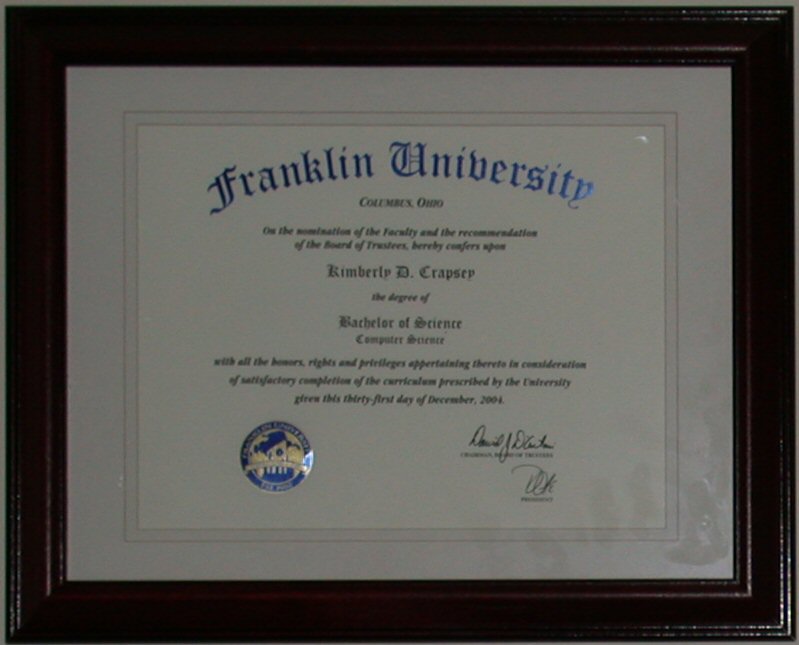 Franklin University
COLUMBUS, OHIO
On the nomination of the Faculty and the recommendation
of the Board of Trustees, hereby confers upon
Kimberly D. Crapsey
the degree of
Bachelor of Science
Computer Science
with all the honors, rights and privileges appertaining thereto in consideration
of satisfactory completion of the curriculum prescribed by the University
given this thirty-first day of December, 2004.
FRANKLIN UNIVERSITY
CHAIRMAN, BOARD OF TRUSTEES
PRESIDENT